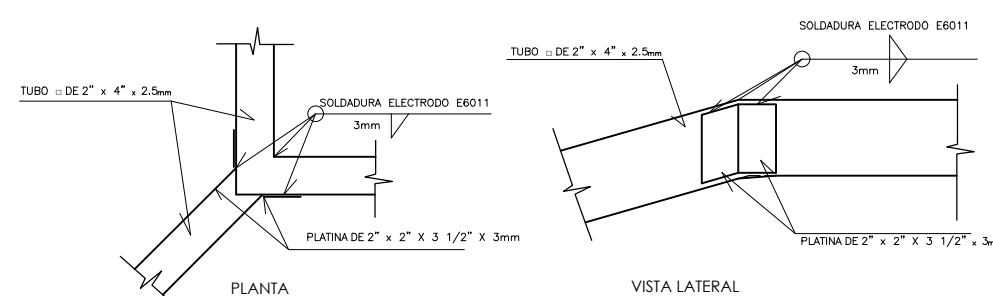 SOLDADURA ELECTRODO E6011
TUBO □ DE 2” x 4” x 2.5mm
3mm
TUBO □ DE 2” x 4” x 2.5mm
SOLDADURA ELECTRODO E6011
3mm
PLATINA DE 2” x 2” X 3 1/2” X 3mm
PLATINA DE 2” x 2” X 3 1/2” x 3m
PLANTA
VISTA LATERAL